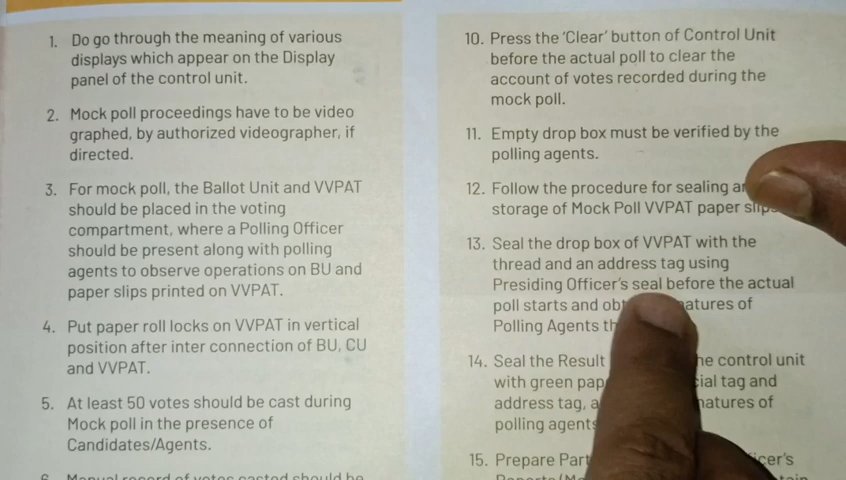 1. Do go through the meaning of various
displays which appear on the Display
panel of the control unit.
2. Mock poll proceedings have to be video
graphed, by authorized videographer, if
directed.
3. For mock poll, the Ballot Unit and VVPAT
should be placed in the voting
compartment, where a Polling Officer
should be present along with polling
agents to observe operations on BU and
paper slips printed on VVPAT.
4. Put paper roll locks on VVPAT in vertical
position after inter connection of BU, CU
and VVPAT.
5. At least 50 votes should be cast during
Mock poll in the presence of
Candidates/Agents.
6. Manual record of votes casted should be
10. Press the 'Clear' button of Control Unit
before the actual poll to clear the
account of votes recorded during the
mock poll.
11. Empty drop box must be verified by the
polling agents.
12. Follow the procedure for sealing
storage of Mock Poll VVPAT paper slips
13. Seal the drop box of VVPAT with the
thread and an address tag using
Presiding Officer's seal before the actual
poll starts and
of
Polling Agents
14. Seal the Result
control unit
with green
tag and
address tag,
of
polling
15. Prepare